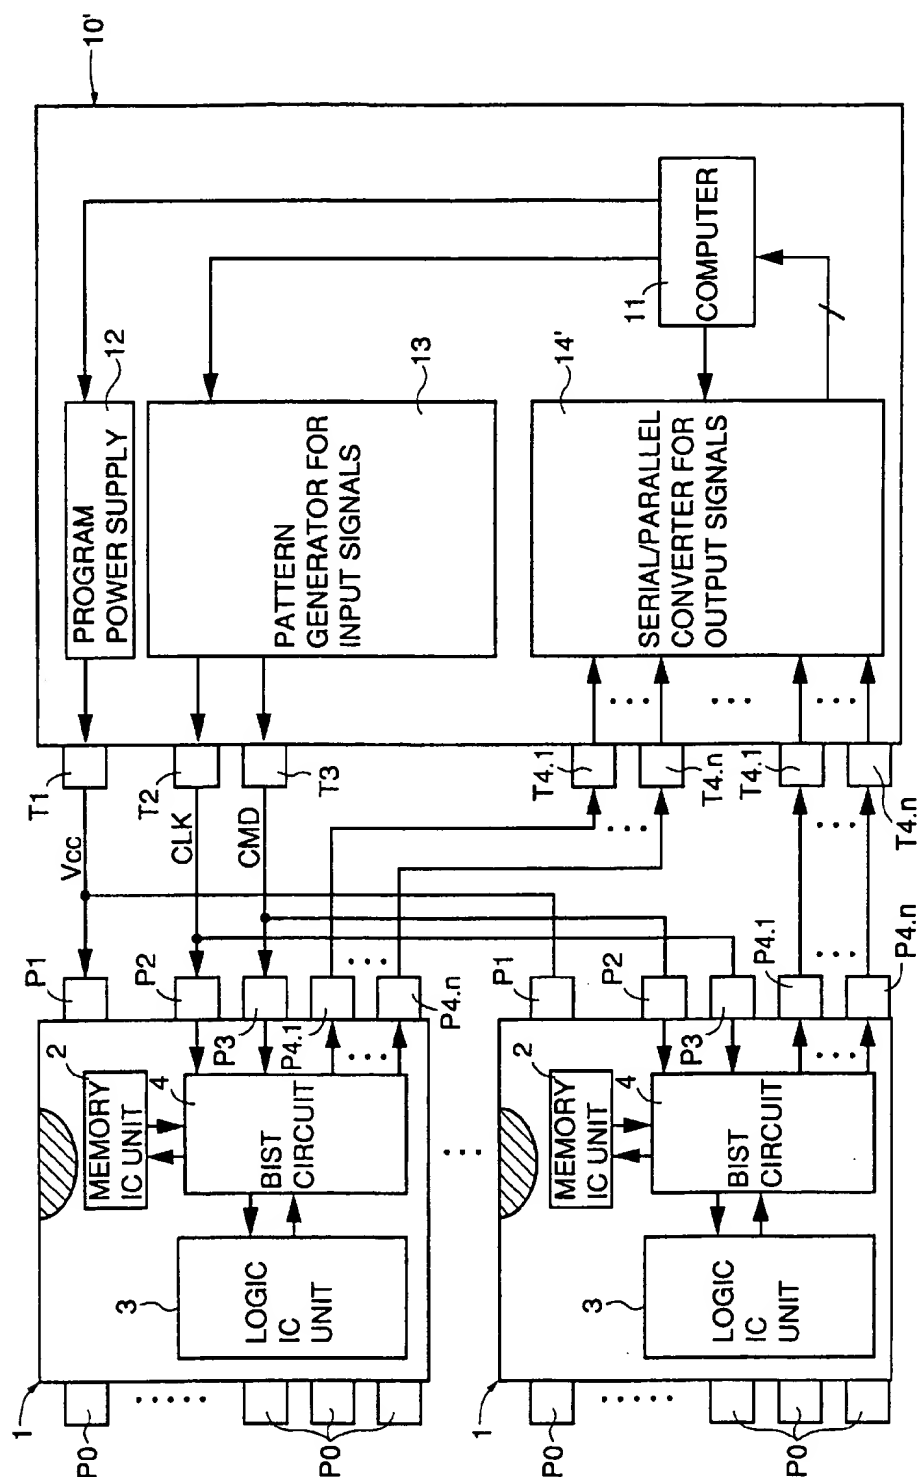 10'
PROGRAM
POWER SUPPLY
12
PATTERN
GENERATOR FOR
INPUT SIGNALS
13
11
COMPUTER
SERIAL/PARALLEL
CONVERTER FOR
OUTPUT SIGNALS
14'
T1
T2
T3
T4.1
T4.n
T4.1
T4.n
Vcc
CLK
CMD
P1
P2
P3
P4.1
P4.n
P1
P2
P3
P4.1
P4.n
2
MEMORY
IC UNIT
4
BIST
CIRCUIT
3
LOGIC
IC
UNIT
1
P0
P0
2
MEMORY
IC UNIT
4
BIST
CIRCUIT
3
LOGIC
IC
UNIT
1
P0
P0